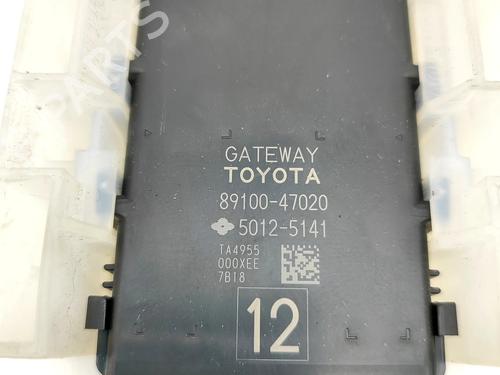 GATEWAY
TOYOTA
89100-47020
5012-5141
TA4955
000XEE
7B18
12